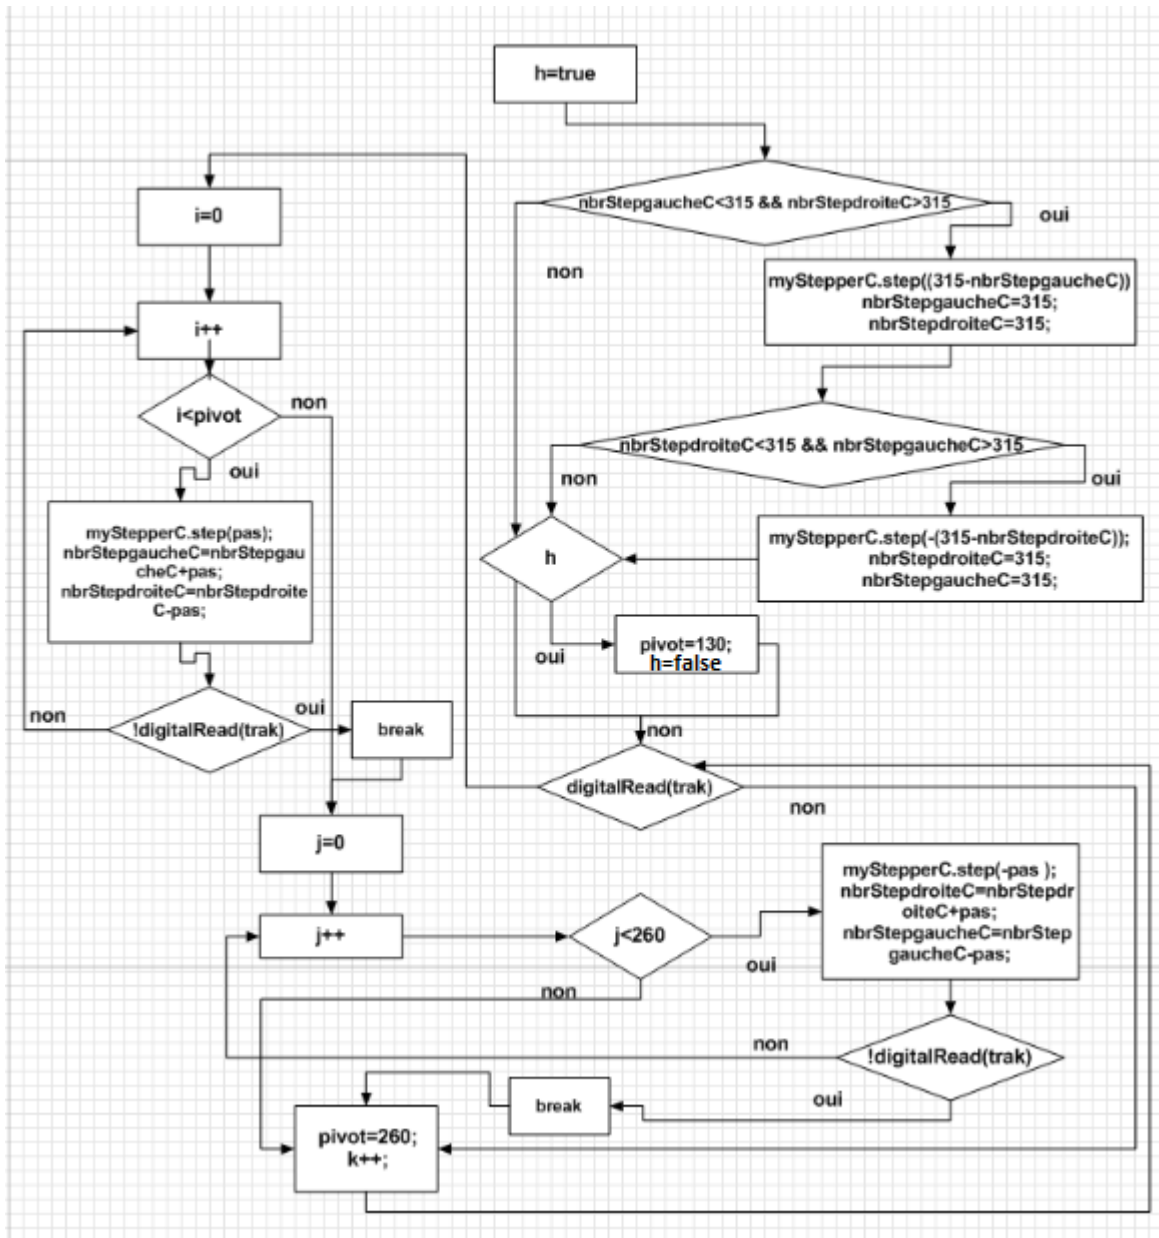 h=true
nbrStepgaucheC<315 && nbrStepdroiteC>315
oui
non
myStepperC.step((315-nbrStepgaucheC))
nbrStepgaucheC=315;
nbrStepdroiteC=315;
nbrStepdroiteC<315 && nbrStepgaucheC>315
non
oui
myStepperC.step(-(315-nbrStepdroiteC));
nbrStepdroiteC=315;
nbrStepgaucheC=315;
h
oui
pivot=130;
h=false
non
digitalRead(trak)
non
i=0
i++
i<pivot
non
oui
myStepperC.step(pas);
nbrStepgaucheC=nbrStepgau
cheC+pas;
nbrStepdroiteC=nbrStepdroite
C-pas;
!digitalRead(trak)
non
oui
break
j=0
j++
j<260
oui
non
myStepperC.step(-pas );
nbrStepdroiteC=nbrStepdr
oiteC+pas;
nbrStepgaucheC=nbrStep
gaucheC-pas;
!digitalRead(trak)
non
oui
break
pivot=260;
k++;